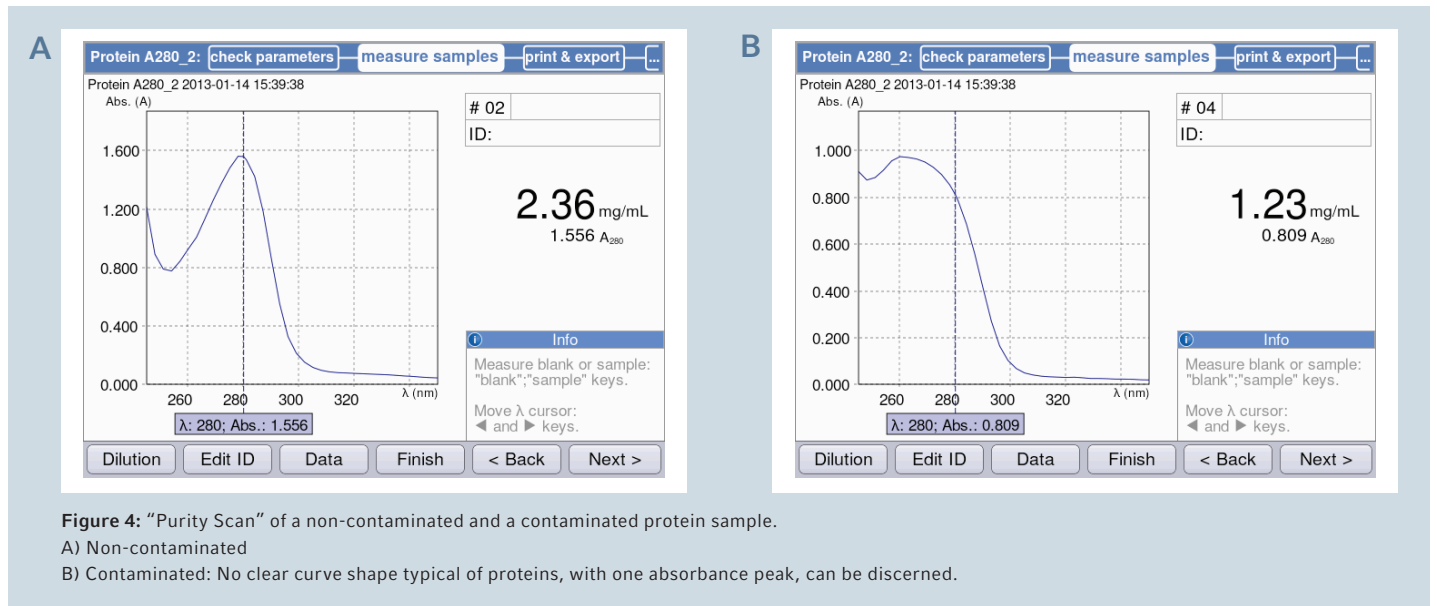 A
Protein A280_2: check parameters measure samples print & export ...
Protein A280_2 2013-01-14 15:39:38
Abs. (A)
# 02
ID:
1.600
1.200
0.800
0.400
0.000
2.36 mg/mL
1.556 A280
260 280 300 320 λ (nm)
λ: 280; Abs.: 1.556
i Info
Measure blank or sample:
"blank";"sample" keys.
Move λ cursor:
◀ and ▶ keys.
Dilution Edit ID Data Finish < Back Next >
B
Protein A280_2: check parameters measure samples print & export ...
Protein A280_2 2013-01-14 15:39:38
Abs. (A)
# 04
ID:
1.000
0.800
0.600
0.400
0.200
0.000
1.23 mg/mL
0.809 A280
260 280 300 320 λ (nm)
λ: 280; Abs.: 0.809
i Info
Measure blank or sample:
"blank";"sample" keys.
Move λ cursor:
◀ and ▶ keys.
Dilution Edit ID Data Finish < Back Next >
Figure 4: “Purity Scan” of a non-contaminated and a contaminated protein sample.
A) Non-contaminated
B) Contaminated: No clear curve shape typical of proteins, with one absorbance peak, can be discerned.